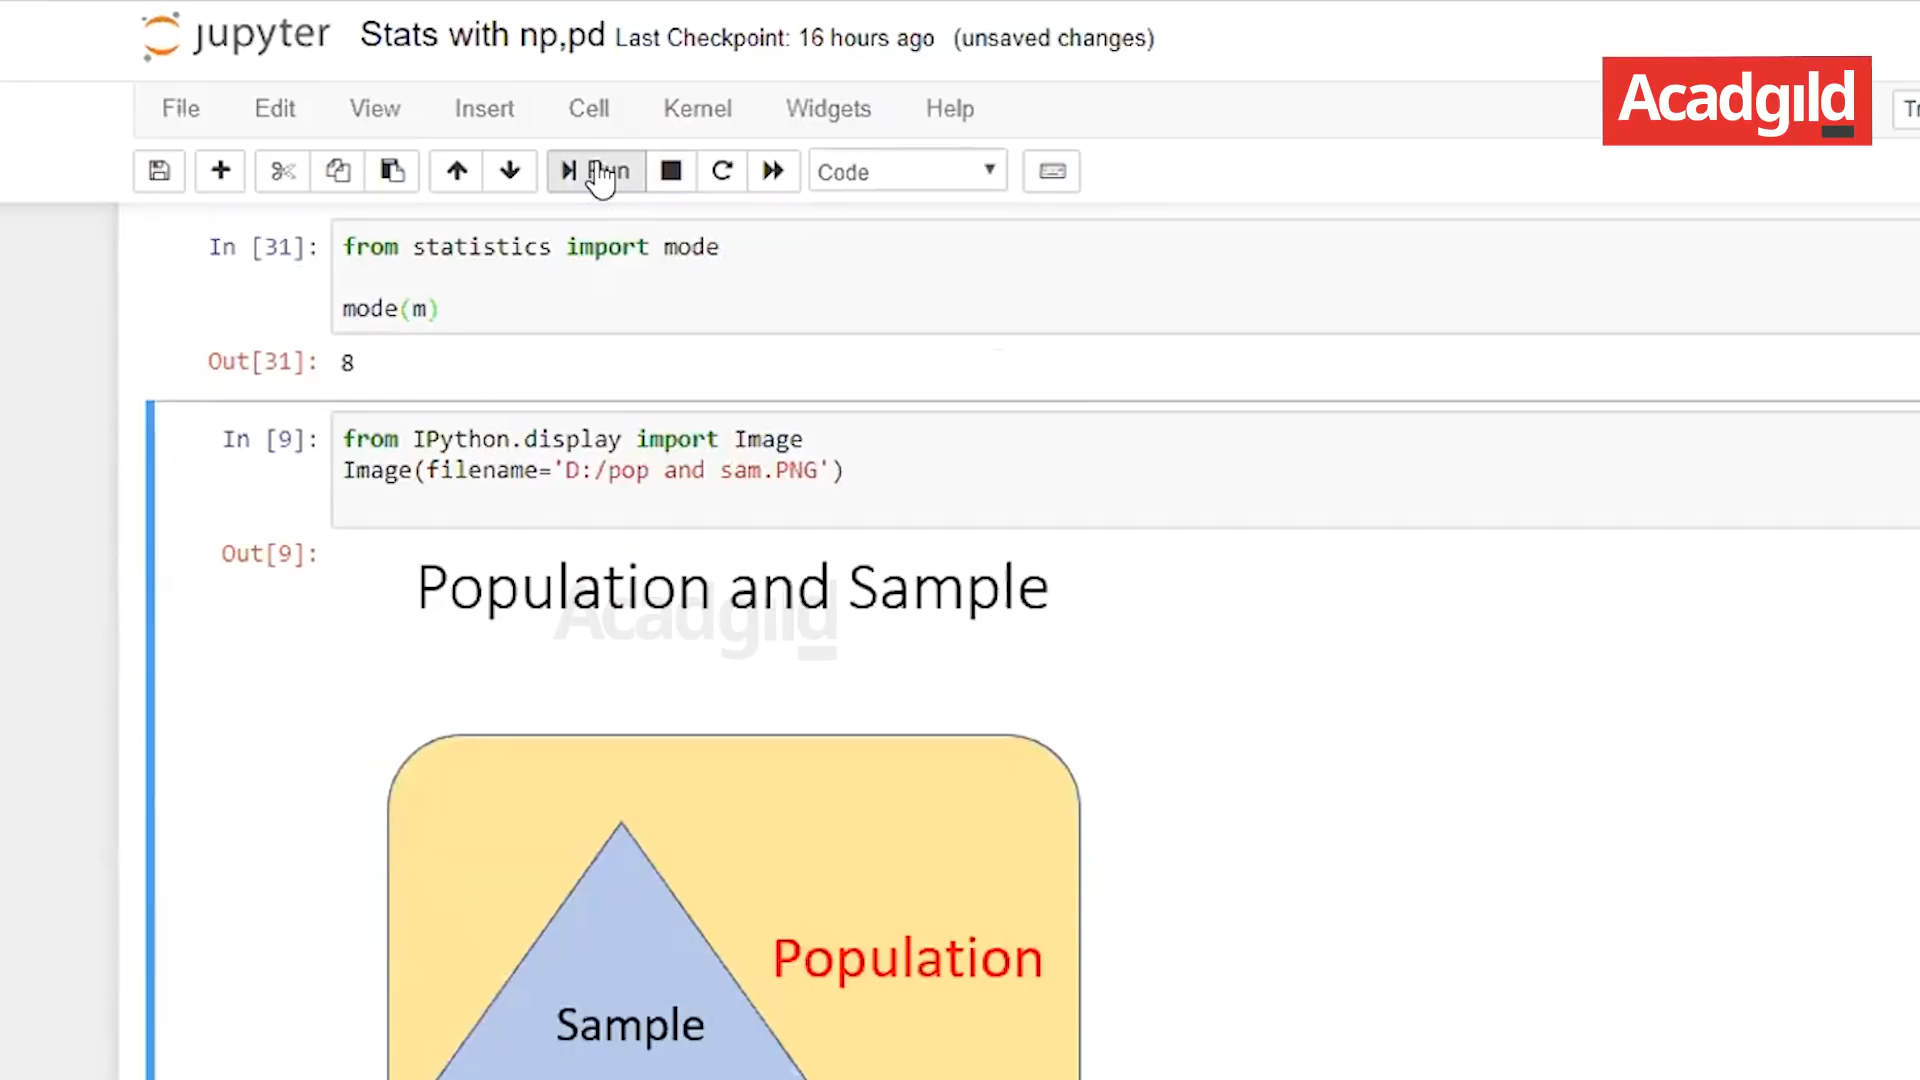 jupyter Stats with np,pd Last Checkpoint: 16 hours ago (unsaved changes)
Acadgild
File Edit View Insert Cell Kernel Widgets Help
Run Code
In [31]: from statistics import mode
mode(m)
Out[31]: 8
In [9]: from IPython.display import Image
Image(filename='D:/pop and sam.PNG')
Out[9]:
Population and Sample
Acadgild
Population
Sample